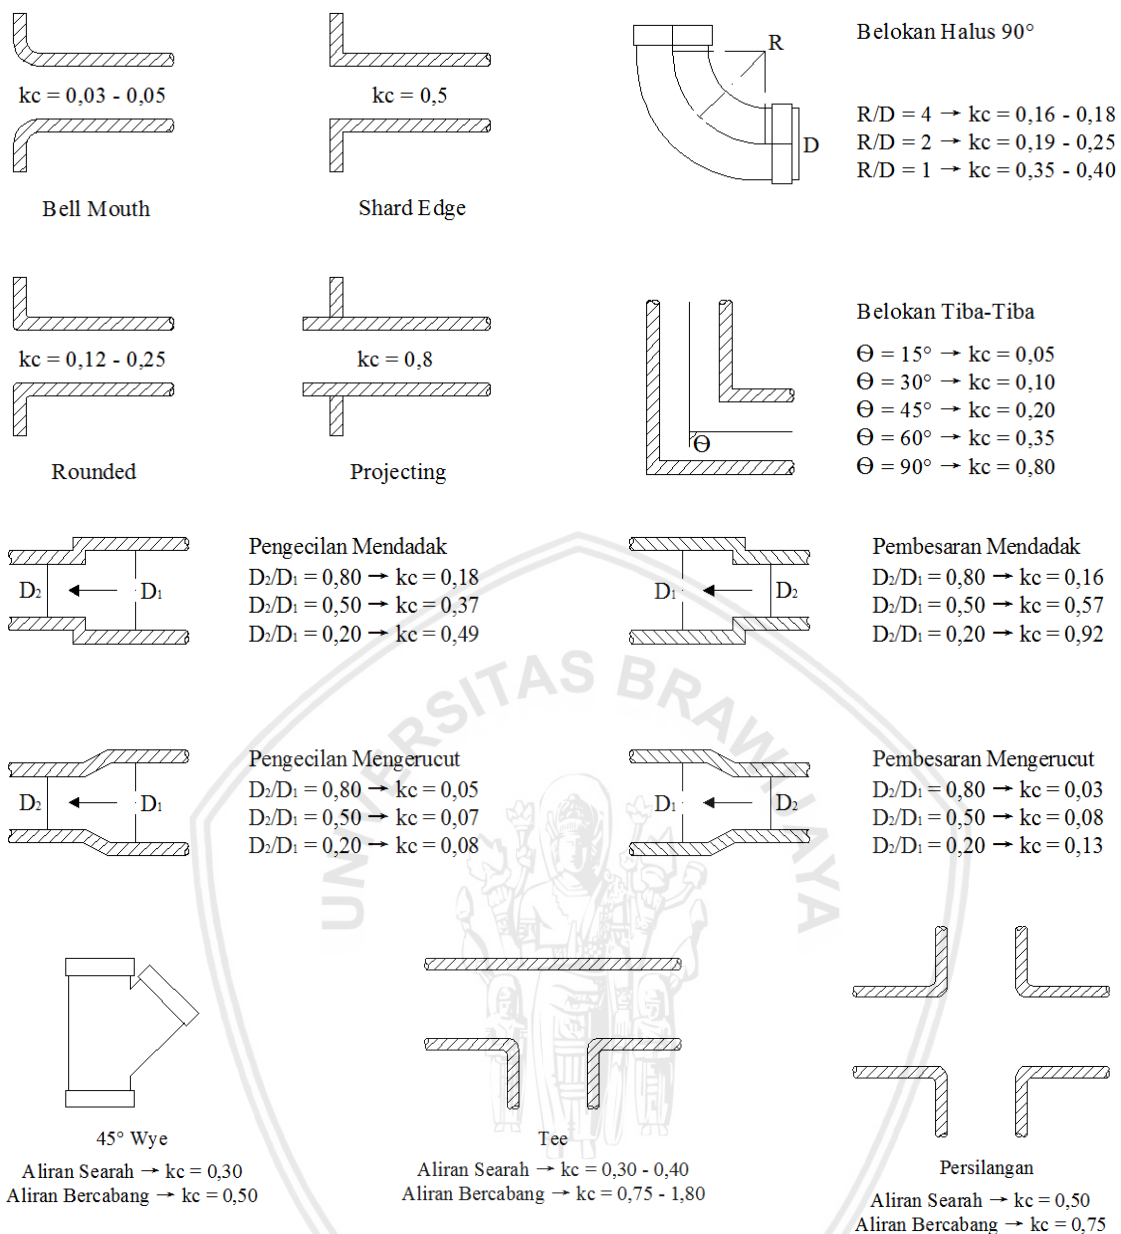 kc = 0,03 - 0,05
Bell Mouth
kc = 0,5
Shard Edge
R
D
Belokan Halus 90°
R/D = 4 → kc = 0,16 - 0,18
R/D = 2 → kc = 0,19 - 0,25
R/D = 1 → kc = 0,35 - 0,40
kc = 0,12 - 0,25
Rounded
kc = 0,8
Projecting
Θ
Belokan Tiba-Tiba
Θ = 15° → kc = 0,05
Θ = 30° → kc = 0,10
Θ = 45° → kc = 0,20
Θ = 60° → kc = 0,35
Θ = 90° → kc = 0,80
D₂
D₁
Pengecilan Mendadak
D₂/D₁ = 0,80 → kc = 0,18
D₂/D₁ = 0,50 → kc = 0,37
D₂/D₁ = 0,20 → kc = 0,49
D₁
D₂
Pembesaran Mendadak
D₂/D₁ = 0,80 → kc = 0,16
D₂/D₁ = 0,50 → kc = 0,57
D₂/D₁ = 0,20 → kc = 0,92
D₂
D₁
Pengecilan Mengerucut
D₂/D₁ = 0,80 → kc = 0,05
D₂/D₁ = 0,50 → kc = 0,07
D₂/D₁ = 0,20 → kc = 0,08
D₁
D₂
Pembesaran Mengerucut
D₂/D₁ = 0,80 → kc = 0,03
D₂/D₁ = 0,50 → kc = 0,08
D₂/D₁ = 0,20 → kc = 0,13
UNIVERSITAS BRAWIJAYA
45° Wye
Aliran Searah → kc = 0,30
Aliran Bercabang → kc = 0,50
Tee
Aliran Searah → kc = 0,30 - 0,40
Aliran Bercabang → kc = 0,75 - 1,80
Persilangan
Aliran Searah → kc = 0,50
Aliran Bercabang → kc = 0,75